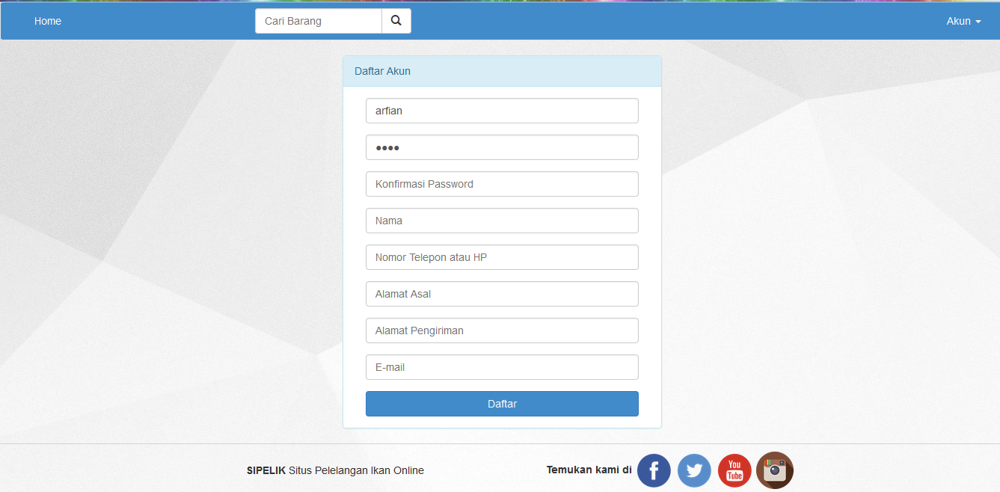 Home
Cari Barang
Akun
Daftar Akun
arfian
••••
Konfirmasi Password
Nama
Nomor Telepon atau HP
Alamat Asal
Alamat Pengiriman
E-mail
Daftar
SIPELIK Situs Pelelangan Ikan Online
Temukan kami di
f
You
Tube